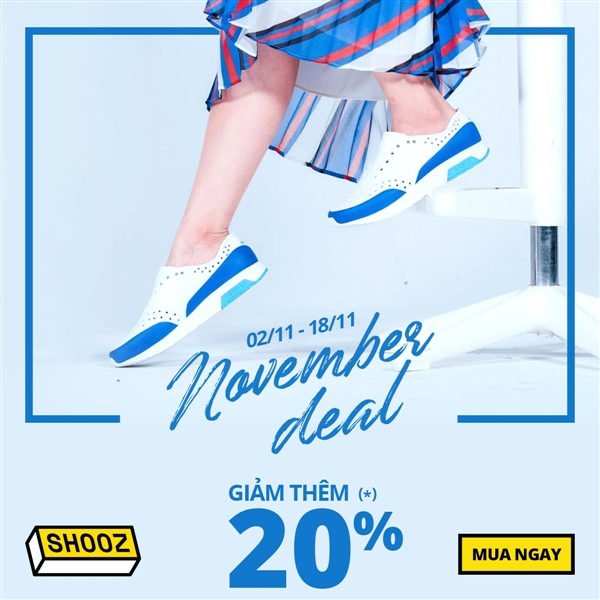 02/11 - 18/11
November
deal
GIẢM THÊM (*)
20%
SHOOZ
MUA NGAY